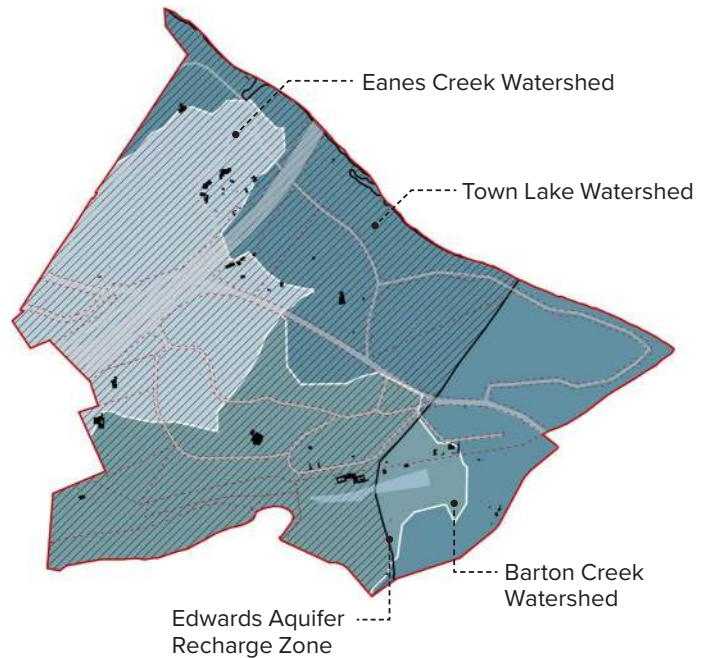 Eanes Creek Watershed
Town Lake Watershed
Barton Creek
Watershed
Edwards Aquifer
Recharge Zone